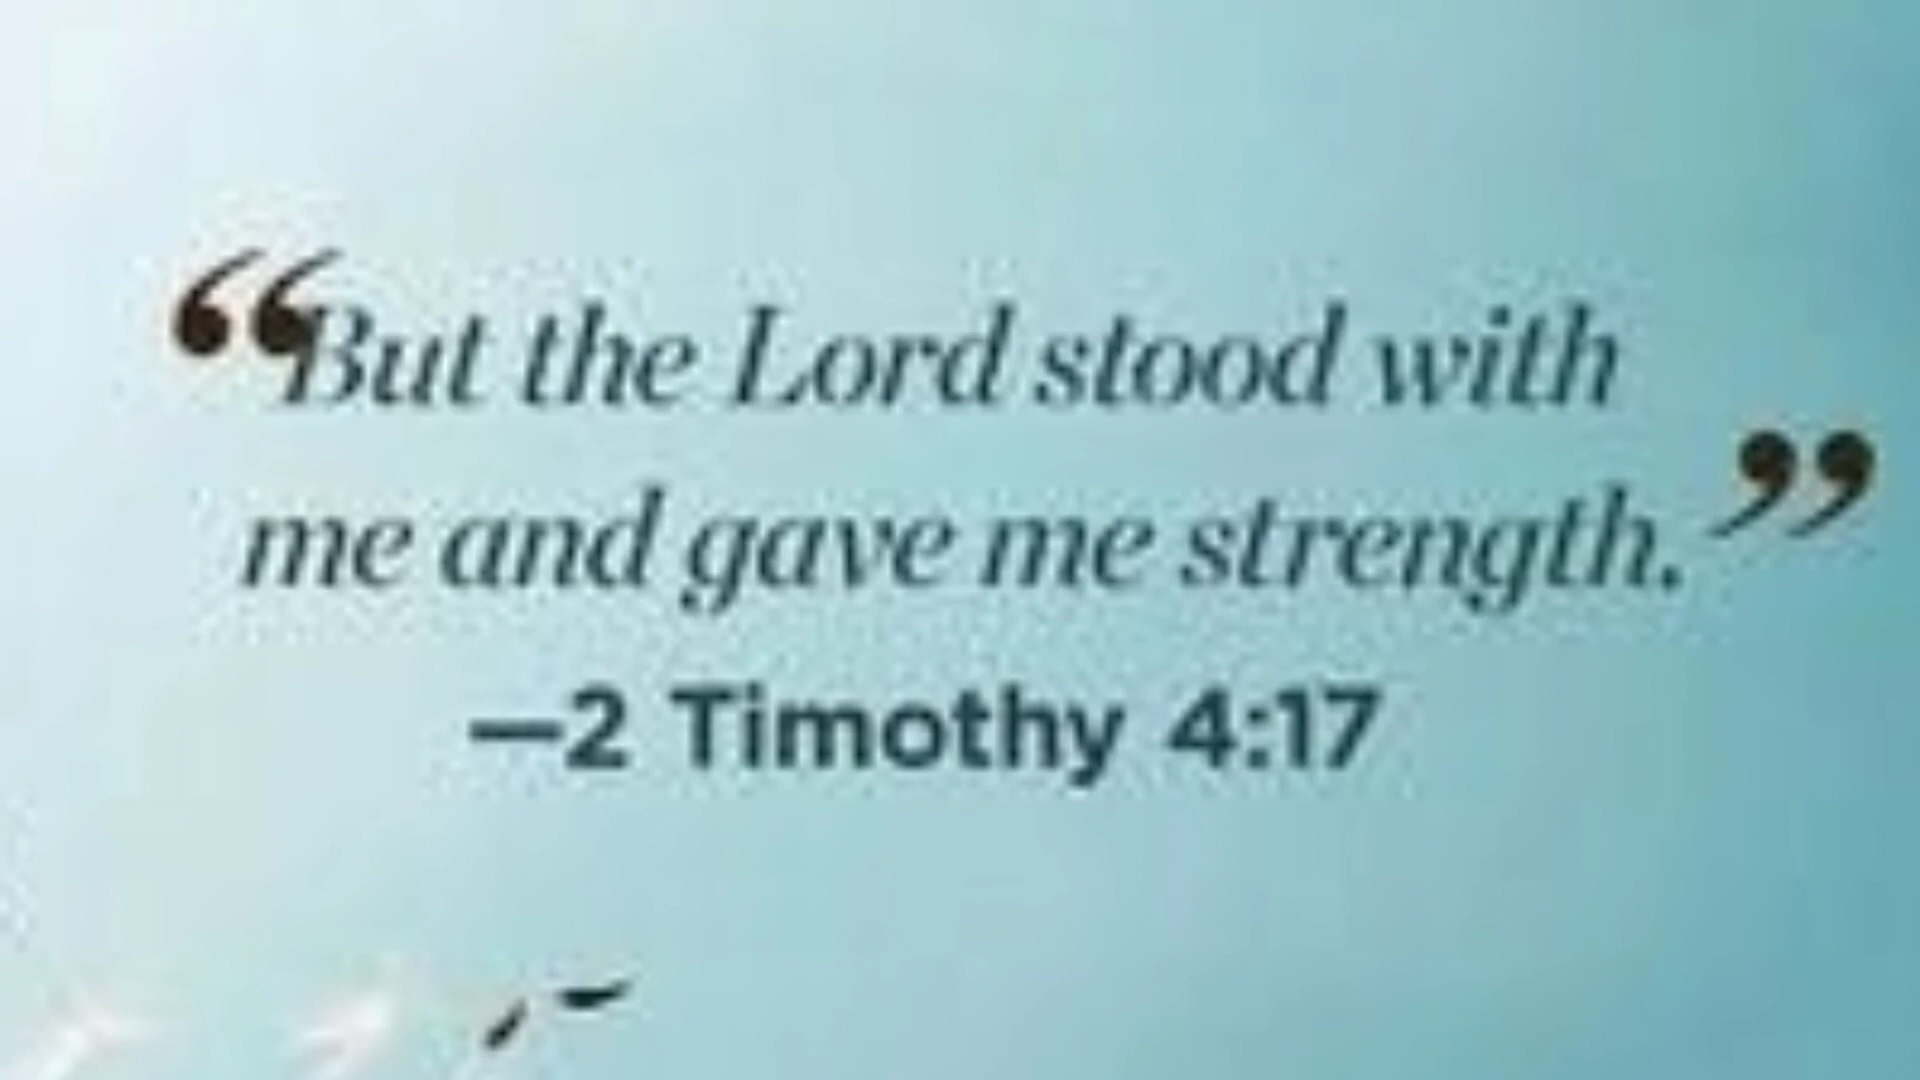 “But the Lord stood with
me and gave me strength.”
—2 Timothy 4:17